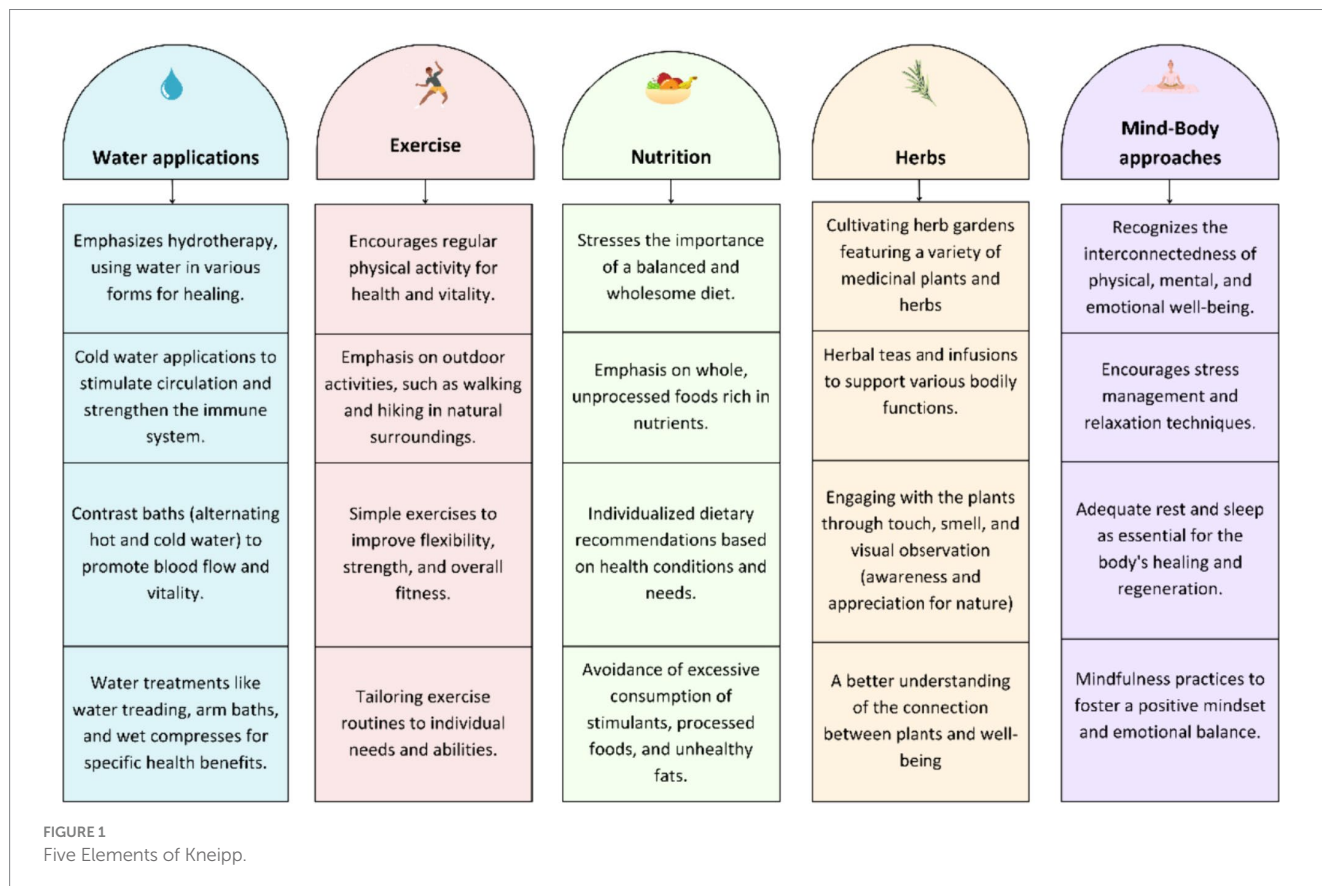 Water applications
Emphasizes hydrotherapy,
using water in various
forms for healing.
Cold water applications to
stimulate circulation and
strengthen the immune
system.
Contrast baths (alternating
hot and cold water) to
promote blood flow and
vitality.
Water treatments like
water treading, arm baths,
and wet compresses for
specific health benefits.
Exercise
Encourages regular
physical activity for
health and vitality.
Emphasis on outdoor
activities, such as walking
and hiking in natural
surroundings.
Simple exercises to
improve flexibility,
strength, and overall
fitness.
Tailoring exercise
routines to individual
needs and abilities.
Nutrition
Stresses the importance
of a balanced and
wholesome diet.
Emphasis on whole,
unprocessed foods rich in
nutrients.
Individualized dietary
recommendations based
on health conditions and
needs.
Avoidance of excessive
consumption of
stimulants, processed
foods, and unhealthy
fats.
Herbs
Cultivating herb gardens
featuring a variety of
medicinal plants and
herbs
Herbal teas and infusions
to support various bodily
functions.
Engaging with the plants
through touch, smell, and
visual observation
(awareness and
appreciation for nature)
A better understanding
of the connection
between plants and well-
being
Mind-Body
approaches
Recognizes the
interconnectedness of
physical, mental, and
emotional well-being.
Encourages stress
management and
relaxation techniques.
Adequate rest and sleep
as essential for the
body's healing and
regeneration.
Mindfulness practices to
foster a positive mindset
and emotional balance.
FIGURE 1
Five Elements of Kneipp.